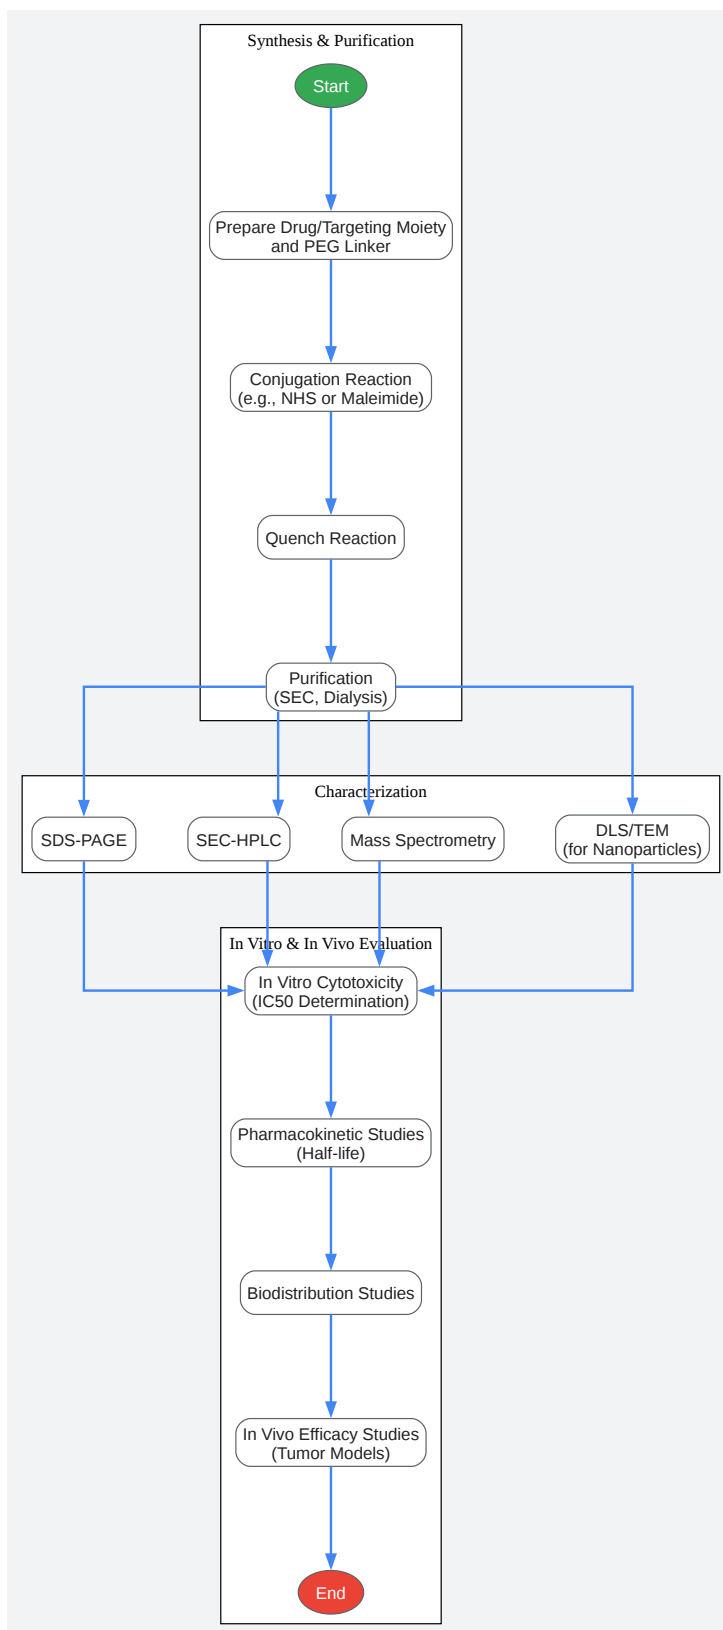 Synthesis & Purification
Start
Prepare Drug/Targeting Moiety
and PEG Linker
Conjugation Reaction
(e.g., NHS or Maleimide)
Quench Reaction
Purification
(SEC, Dialysis)
Characterization
SDS-PAGE
SEC-HPLC
Mass Spectrometry
DLS/TEM
(for Nanoparticles)
In Vitro & In Vivo Evaluation
In Vitro Cytotoxicity
(IC50 Determination)
Pharmacokinetic Studies
(Half-life)
Biodistribution Studies
In Vivo Efficacy Studies
(Tumor Models)
End